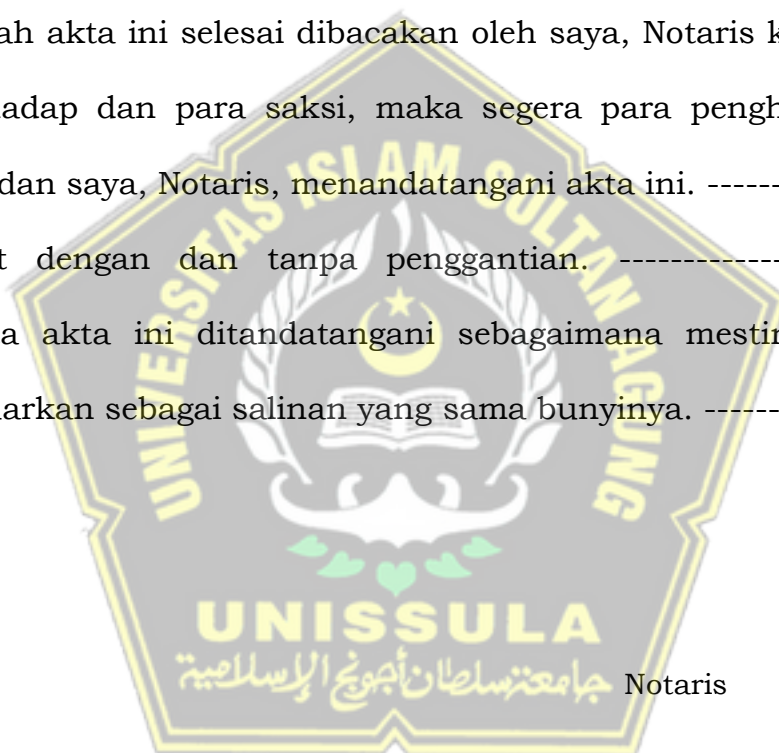 ah akta ini selesai dibacakan oleh saya, Notaris k
adap dan para saksi, maka segera para pengh
dan saya, Notaris, menandatangani akta ini. -------
t dengan dan tanpa penggantian. -------------
a akta ini ditandatangani sebagaimana mestin
arkan sebagai salinan yang sama bunyinya. -------
UNIVERSITAS ISLAM SULTAN AGUNG
UNISSULA
جامعة سلطان أجونج الإسلامية
Notaris